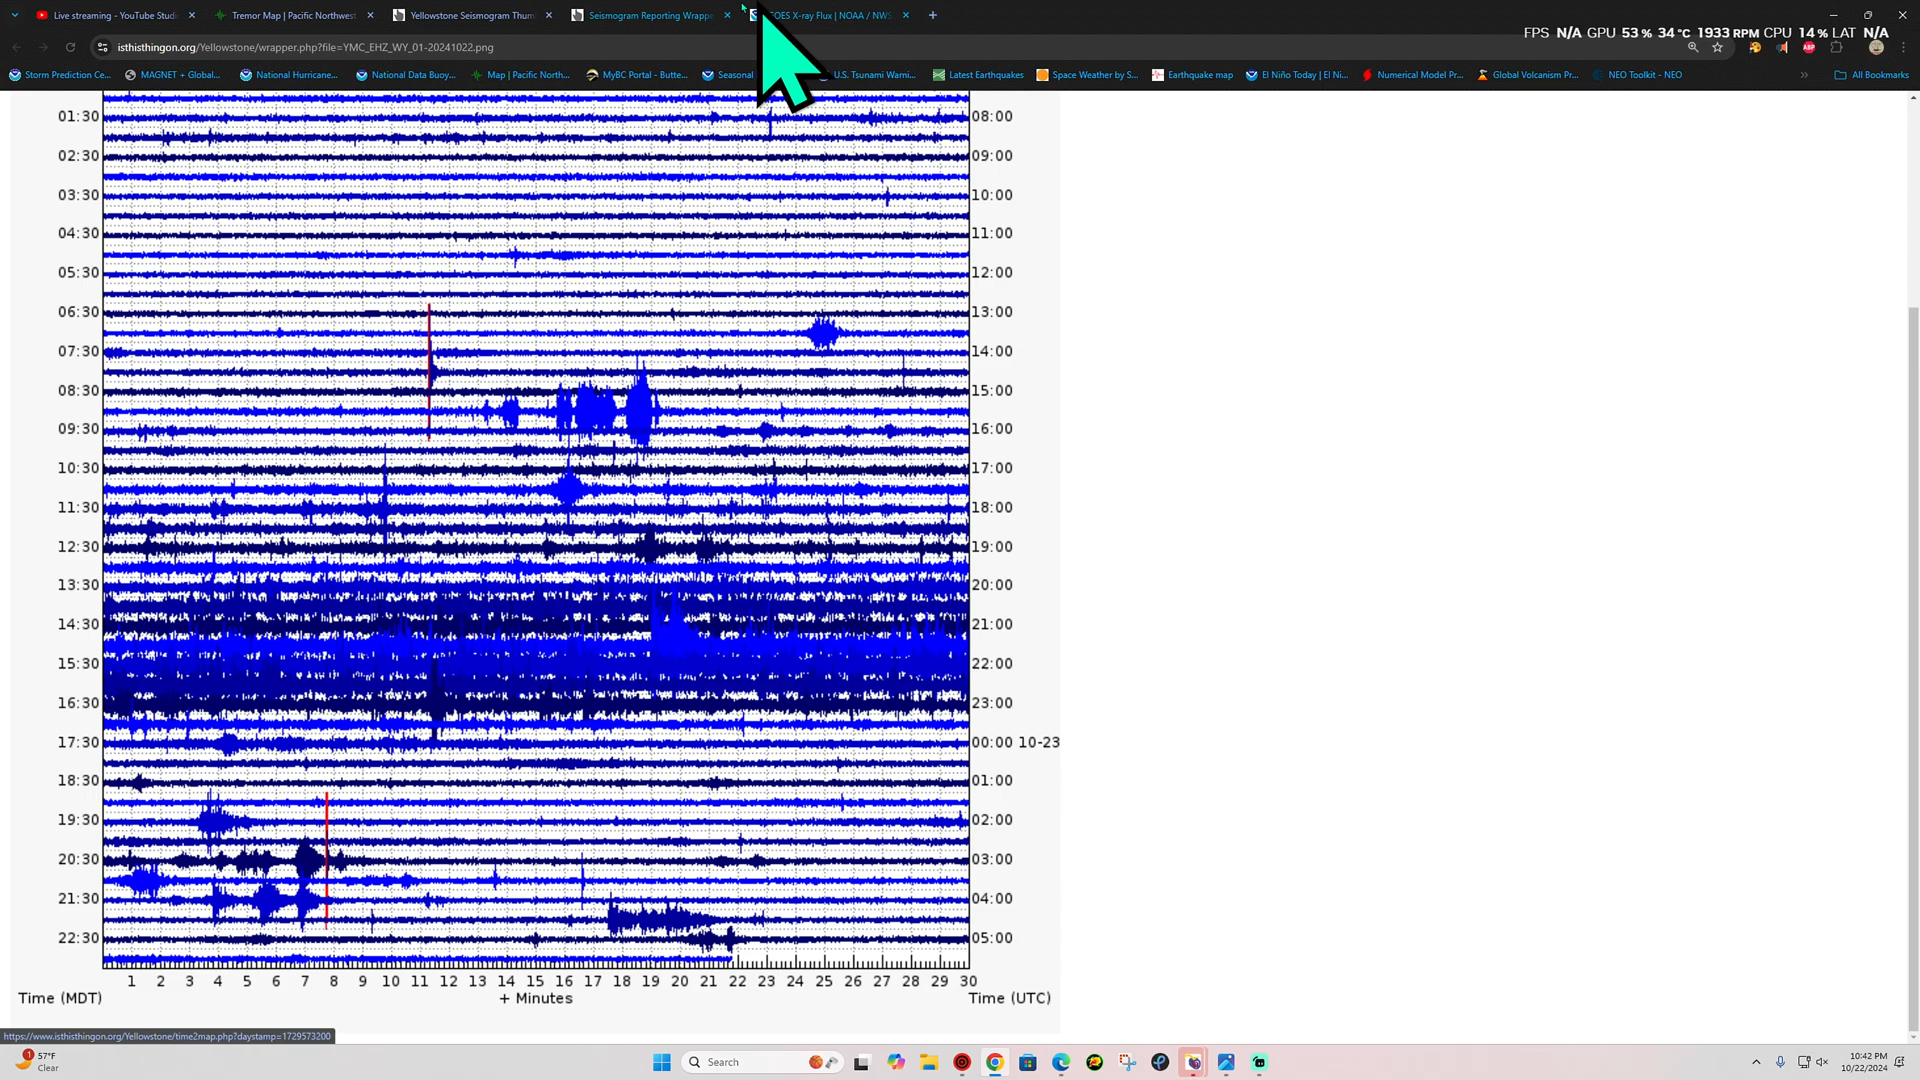 Live streaming - YouTube Studi
Tremor Map | Pacific Northwest
Yellowstone Seismogram Thum
Seismogram Reporting Wrappe
GOES X-ray Flux | NOAA / NWS
isthisthingon.org/Yellowstone/wrapper.php?file=YMC_EHZ_WY_01-20241022.png
FPS N/A GPU 53 % 34 °C 1933 RPM CPU 14 % LAT N/A
Storm Prediction Ce...
MAGNET + Global...
National Hurricane...
National Data Buoy...
Map | Pacific North...
MyBC Portal - Butte...
Seasonal
U.S. Tsunami Warni...
Latest Earthquakes
Space Weather by S...
Earthquake map
El Niño Today | El Ni...
Numerical Model Pr...
Global Volcanism Pr...
NEO Toolkit - NEO
All Bookmarks
01:30 08:00
02:30 09:00
03:30 10:00
04:30 11:00
05:30 12:00
06:30 13:00
07:30 14:00
08:30 15:00
09:30 16:00
10:30 17:00
11:30 18:00
12:30 19:00
13:30 20:00
14:30 21:00
15:30 22:00
16:30 23:00
17:30 00:00 10-23
18:30 01:00
19:30 02:00
20:30 03:00
21:30 04:00
22:30 05:00
1 2 3 4 5 6 7 8 9 10 11 12 13 14 15 16 17 18 19 20 21 22 23 24 25 26 27 28 29 30
Time (MDT) + Minutes Time (UTC)
https://www.isthisthingon.org/Yellowstone/time2map.php?daystamp=1729573200
1
57°F
Clear
Search
10:42 PM
10/22/2024